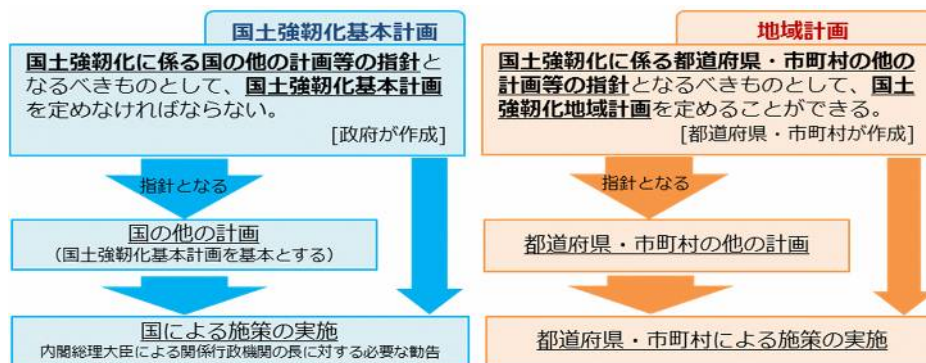 国土強靱化基本計画
国土強靱化に係る国の他の計画等の指針と
なるべきものとして、国土強靱化基本計画
を定めなければならない。
[政府が作成]
指針となる
国の他の計画
(国土強靱化基本計画を基本とする)
国による施策の実施
内閣総理大臣による関係行政機関の長に対する必要な勧告
地域計画
国土強靱化に係る都道府県・市町村の他の
計画等の指針となるべきものとして、国土
強靱化地域計画を定めることができる。
[都道府県・市町村が作成]
指針となる
都道府県・市町村の他の計画
都道府県・市町村による施策の実施